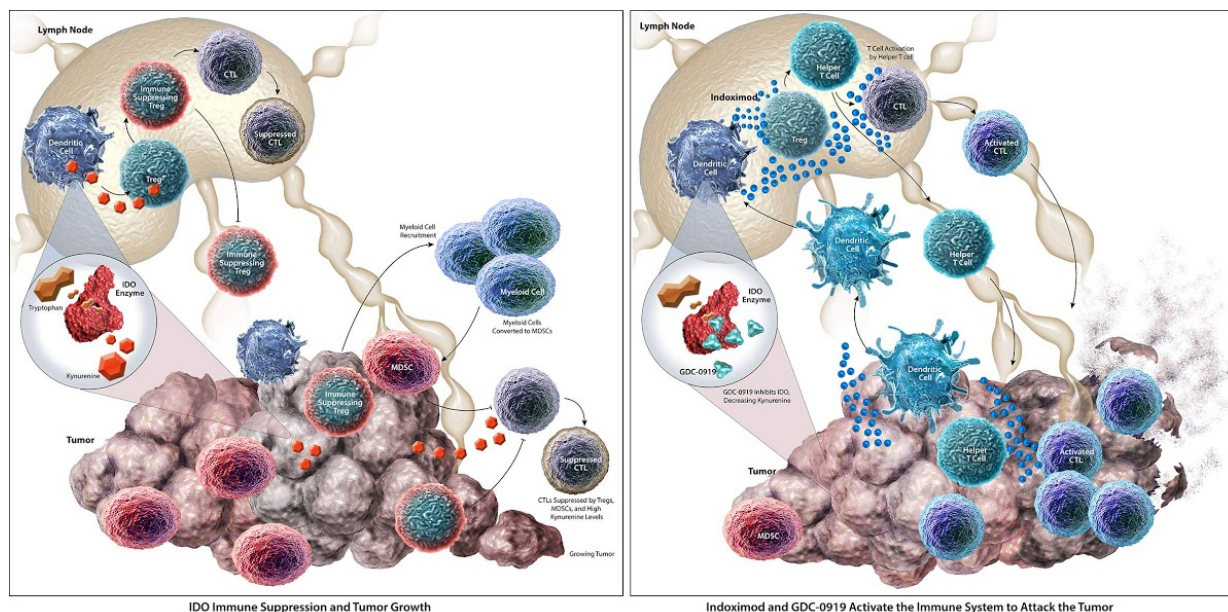 Lymph Node
CTL
Immune
Suppressing
Treg
Suppressed
CTL
Dendritic
Cell
Treg
Immune
Suppressing
Treg
Myeloid Cell
Recruitment
Myeloid Cell
Myeloid Cells
Converted to MDSCs
IDO
Enzyme
Tryptophan
Kynurenine
MDSC
Immune
Suppressing
Treg
Tumor
Suppressed
CTL
CTLs Suppressed by Tregs,
MDSCs, and High
Kynurenine Levels
Growing Tumor
IDO Immune Suppression and Tumor Growth
Lymph Node
Helper
T Cell
T Cell Activation
by Helper T cell
Indoximod
CTL
Treg
Activated
CTL
Dendritic
Cell
Dendritic
Cell
Helper
T Cell
IDO
Enzyme
Tryptophan
GDC-0919
GDC-0919 Inhibits IDO,
Decreasing Kynurenine
Dendritic
Cell
Tumor
Helper
T Cell
Activated
CTL
MDSC
Indoximod and GDC-0919 Activate the Immune System to Attack the Tumor